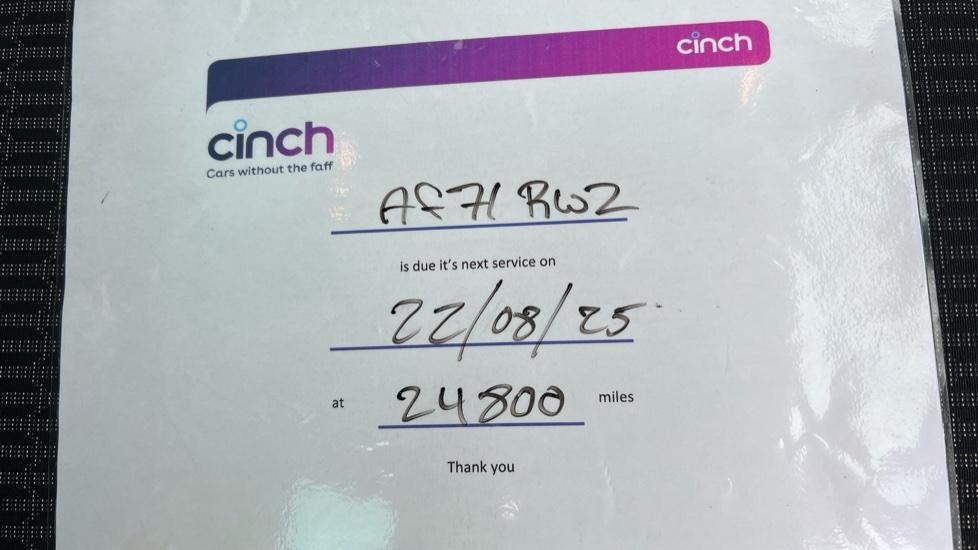 cinch
cinch
Cars without the faff
AF71 RWZ
is due it's next service on
22/08/25
at 24800 miles
Thank you